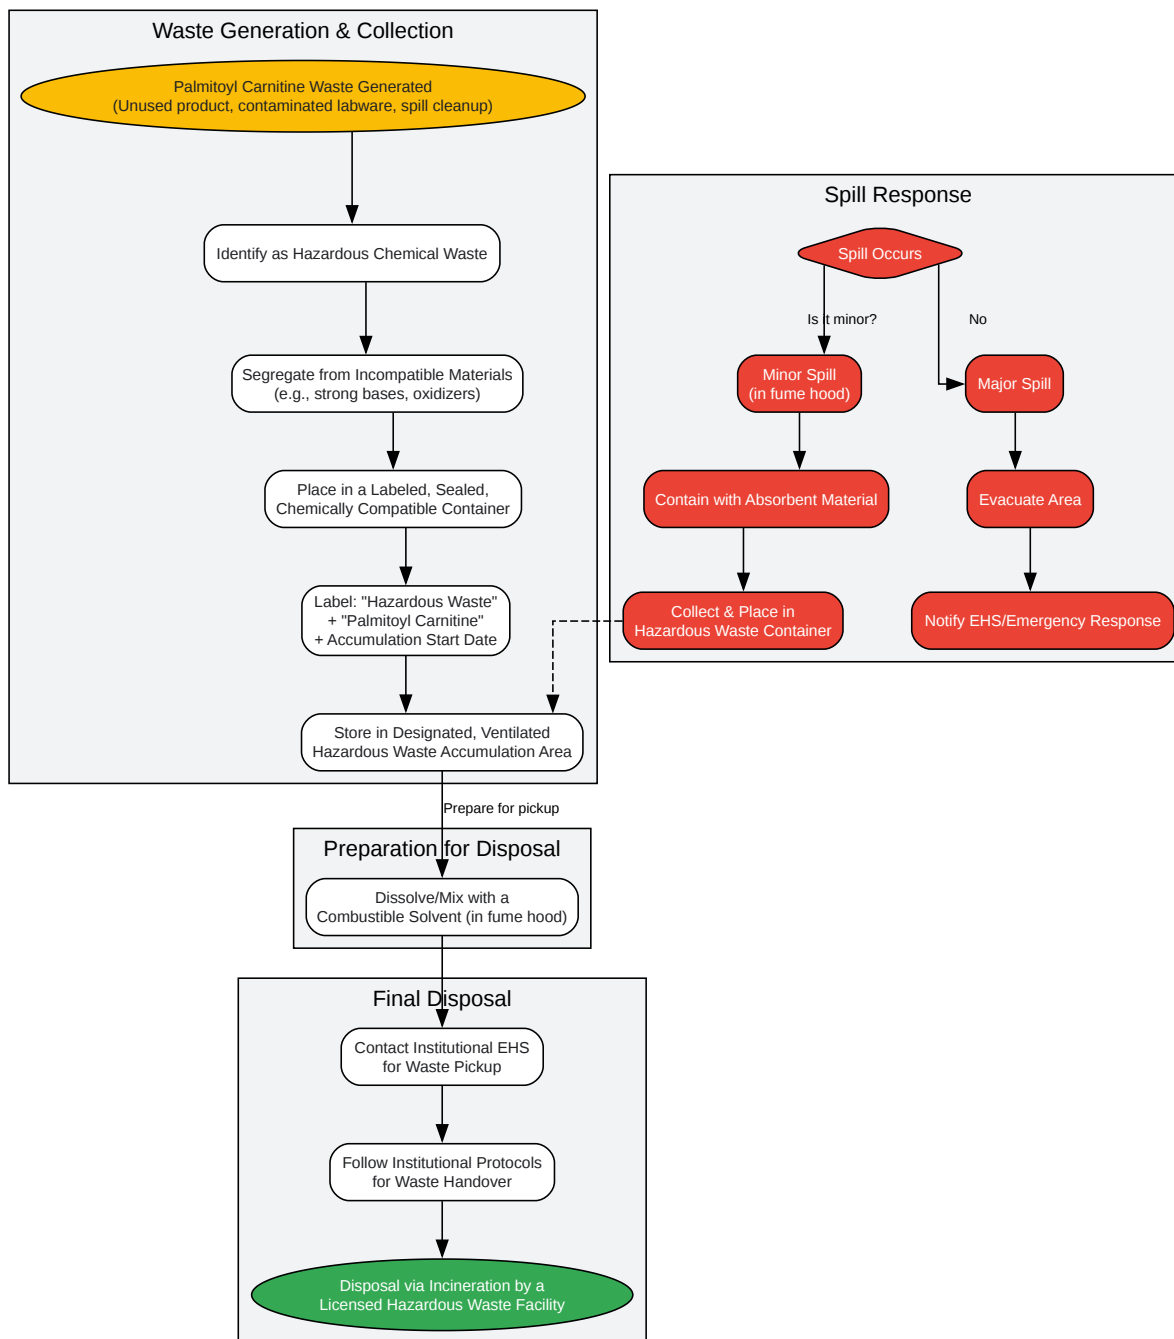 Waste Generation & Collection
Palmitoyl Carnitine Waste Generated
(Unused product, contaminated labware, spill cleanup)
Identify as Hazardous Chemical Waste
Segregate from Incompatible Materials
(e.g., strong bases, oxidizers)
Place in a Labeled, Sealed,
Chemically Compatible Container
Label: "Hazardous Waste"
+ "Palmitoyl Carnitine"
+ Accumulation Start Date
Store in Designated, Ventilated
Hazardous Waste Accumulation Area
Spill Response
Spill Occurs
Is it minor?
No
Minor Spill
(in fume hood)
Major Spill
Contain with Absorbent Material
Evacuate Area
Collect & Place in
Hazardous Waste Container
Notify EHS/Emergency Response
Prepare for pickup
Preparation for Disposal
Dissolve/Mix with a
Combustible Solvent (in fume hood)
Final Disposal
Contact Institutional EHS
for Waste Pickup
Follow Institutional Protocols
for Waste Handover
Disposal via Incineration by a
Licensed Hazardous Waste Facility